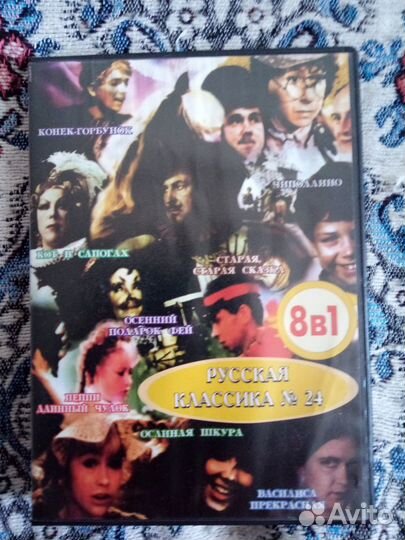 КОНЕК-ГОРБУНОК
ЧИПОЛЛИНО
КОТ В САПОГАХ
СТАРАЯ,
СТАРАЯ СКАЗКА
ОСЕННИЙ
ПОДАРОК ФЕЙ
8в1
РУССКАЯ
КЛАССИКА № 24
ПЕППИ
ДЛИННЫЙ ЧУЛОК
ОСЛИНАЯ ШКУРА
ВАСИЛИСА
ПРЕКРАСНАЯ
Avito